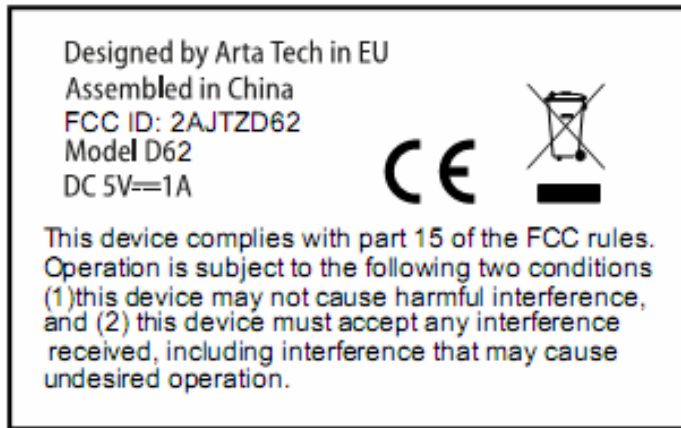 Designed by Arta Tech in EU
Assembled in China
FCC ID: 2AJTZD62
Model D62
DC 5V⎓1A
CE
This device complies with part 15 of the FCC rules.
Operation is subject to the following two conditions
(1)this device may not cause harmful interference,
and (2) this device must accept any interference
received, including interference that may cause
undesired operation.